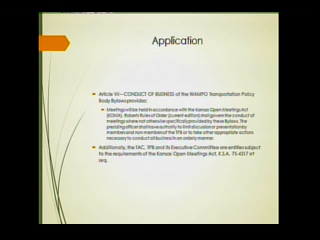 Application
Article VII—CONDUCT OF BUSINESS of the WAMPO Transportation Policy
Body Bylaws provides:
Meetings will be held in accordance with the Kansas Open Meetings Act
(KOMA). Roberts Rules of Order (current edition) shall govern the conduct of
meetings where not otherwise specifically provided by these Bylaws. The
presiding officer shall have authority to limit discussion or presentation by
members and non-members of the TPB or to take other appropriate actions
necessary to conduct all business in an orderly manner.
Additionally, the TAC, TPB and its Executive Committee are entities subject
to the requirements of the Kansas Open Meetings Act, K.S.A. 75-4317 et
seq.